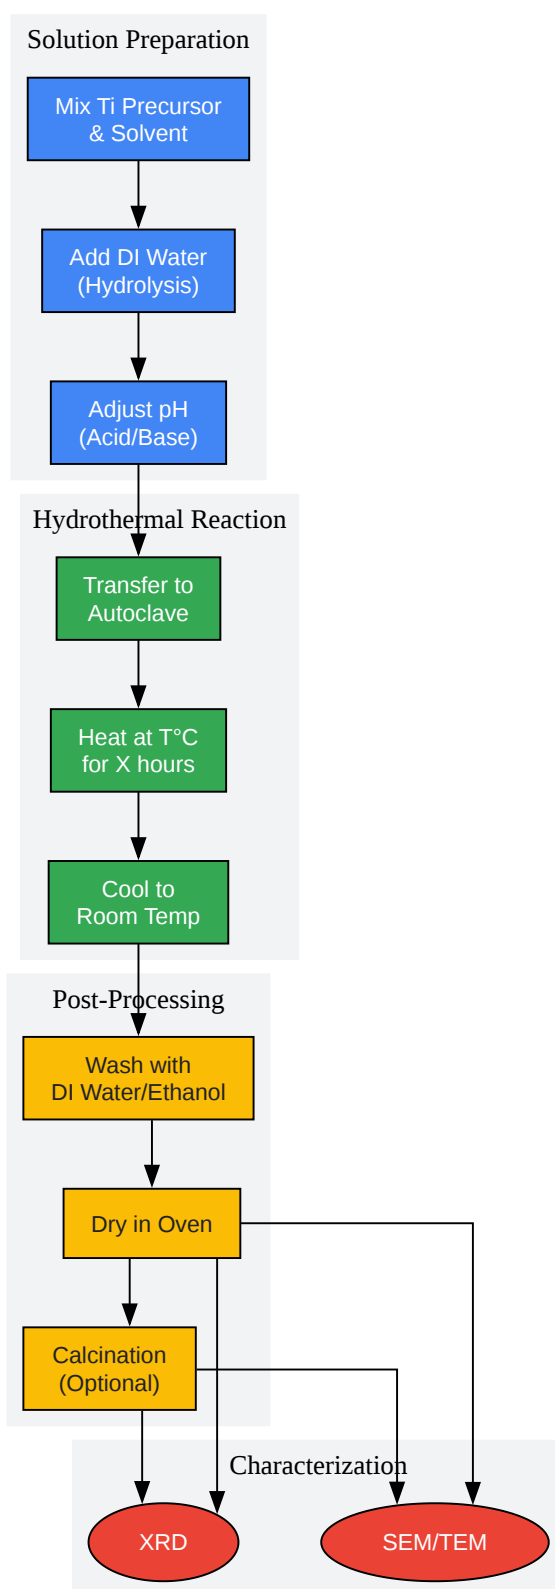 Solution Preparation
Mix Ti Precursor
& Solvent
Add DI Water
(Hydrolysis)
Adjust pH
(Acid/Base)
Hydrothermal Reaction
Transfer to
Autoclave
Heat at T°C
for X hours
Cool to
Room Temp
Post-Processing
Wash with
DI Water/Ethanol
Dry in Oven
Calcination
(Optional)
Characterization
XRD
SEM/TEM